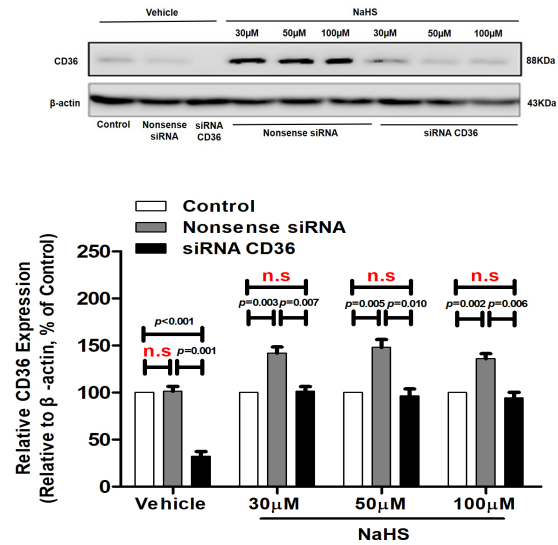 Vehicle NaHS
30μM 50μM 100μM 30μM 50μM 100μM
CD36 88KDa
β-actin 43KDa
Control Nonsense siRNA siRNA CD36 Nonsense siRNA siRNA CD36
Control
Nonsense siRNA
siRNA CD36
Relative CD36 Expression
(Relative to β -actin, % of Control)
250
200
150
100
50
0
n.s n.s n.s
p=0.003 p=0.007 p=0.005 p=0.010 p=0.002 p=0.006
p<0.001
n.s p=0.001
Vehicle 30μM 50μM 100μM
NaHS